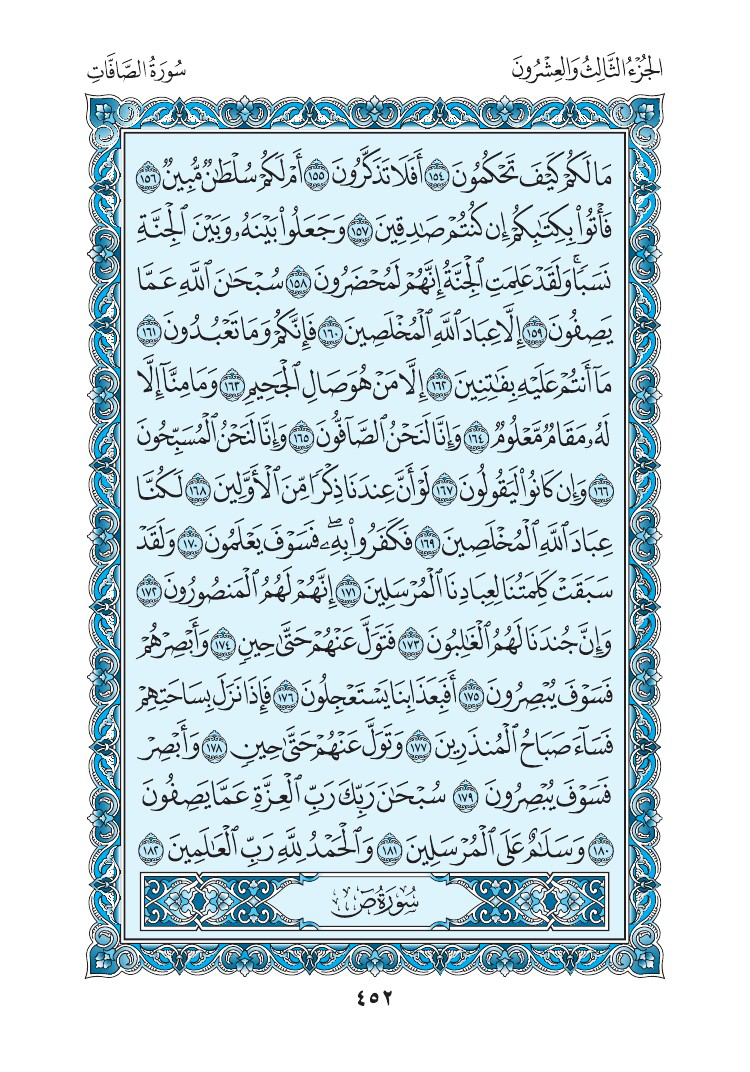 الجُزْءُ الثَّالِثُ وَالعِشْرُونَ
سُورَةُ الصَّافَّاتِ
مَا لَكُمْ كَيْفَ تَحْكُمُونَ ١٥٤ أَفَلَا تَذَكَّرُونَ ١٥٥ أَمْ لَكُمْ سُلْطَٰنٌ مُّبِينٌ ١٥٦
فَأْتُوا۟ بِكِتَٰبِكُمْ إِن كُنتُمْ صَٰدِقِينَ ١٥٧ وَجَعَلُوا۟ بَيْنَهُۥ وَبَيْنَ ٱلْجِنَّةِ
نَسَبًا ۚ وَلَقَدْ عَلِمَتِ ٱلْجِنَّةُ إِنَّهُمْ لَمُحْضَرُونَ ١٥٨ سُبْحَٰنَ ٱللَّهِ عَمَّا
يَصِفُونَ ١٥٩ إِلَّا عِبَادَ ٱللَّهِ ٱلْمُخْلَصِينَ ١٦٠ فَإِنَّكُمْ وَمَا تَعْبُدُونَ ١٦١
مَآ أَنتُمْ عَلَيْهِ بِفَٰتِنِينَ ١٦٢ إِلَّا مَنْ هُوَ صَالِ ٱلْجَحِيمِ ١٦٣ وَمَا مِنَّآ إِلَّا
لَهُۥ مَقَامٌ مَّعْلُومٌ ١٦٤ وَإِنَّا لَنَحْنُ ٱلصَّآفُّونَ ١٦٥ وَإِنَّا لَنَحْنُ ٱلْمُسَبِّحُونَ
١٦٦ وَإِن كَانُوا۟ لَيَقُولُونَ ١٦٧ لَوْ أَنَّ عِندَنَا ذِكْرًا مِّنَ ٱلْأَوَّلِينَ ١٦٨ لَكُنَّا
عِبَادَ ٱللَّهِ ٱلْمُخْلَصِينَ ١٦٩ فَكَفَرُوا۟ بِهِۦ ۖ فَسَوْفَ يَعْلَمُونَ ١٧٠ وَلَقَدْ
سَبَقَتْ كَلِمَتُنَا لِعِبَادِنَا ٱلْمُرْسَلِينَ ١٧١ إِنَّهُمْ لَهُمُ ٱلْمَنصُورُونَ ١٧٢
وَإِنَّ جُندَنَا لَهُمُ ٱلْغَٰلِبُونَ ١٧٣ فَتَوَلَّ عَنْهُمْ حَتَّىٰ حِينٍ ١٧٤ وَأَبْصِرْهُمْ
فَسَوْفَ يُبْصِرُونَ ١٧٥ أَفَبِعَذَابِنَا يَسْتَعْجِلُونَ ١٧٦ فَإِذَا نَزَلَ بِسَاحَتِهِمْ
فَسَآءَ صَبَاحُ ٱلْمُنذَرِينَ ١٧٧ وَتَوَلَّ عَنْهُمْ حَتَّىٰ حِينٍ ١٧٨ وَأَبْصِرْ
فَسَوْفَ يُبْصِرُونَ ١٧٩ سُبْحَٰنَ رَبِّكَ رَبِّ ٱلْعِزَّةِ عَمَّا يَصِفُونَ
١٨٠ وَسَلَٰمٌ عَلَى ٱلْمُرْسَلِينَ ١٨١ وَٱلْحَمْدُ لِلَّهِ رَبِّ ٱلْعَٰلَمِينَ ١٨٢
سُورَةُ صٓ
٤٥٢